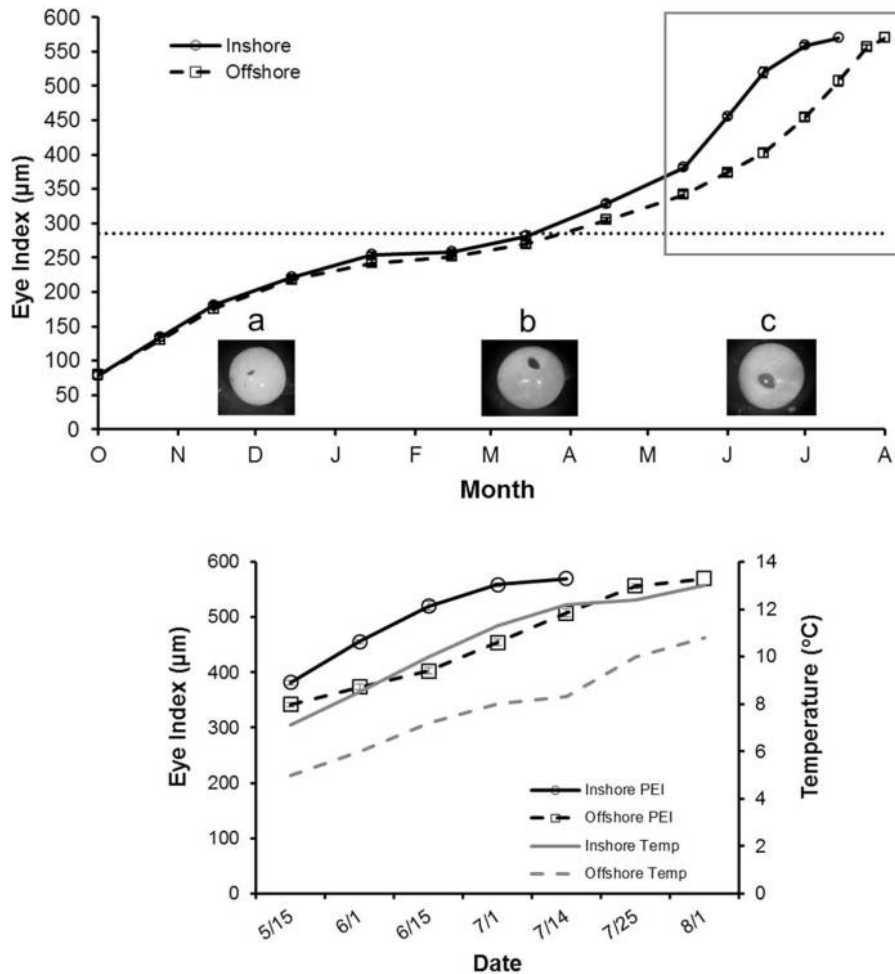 600
550
500
450
400
350
300
250
200
150
100
50
0
Eye Index (µm)
Inshore
Offshore
a b c
O N D J F M A M J J A
Month
600
500
400
300
200
100
0
Eye Index (µm)
14
12
10
8
6
4
2
0
Temperature (°C)
Inshore PEI
Offshore PEI
Inshore Temp
Offshore Temp
5/15 6/1 6/15 7/1 7/14 7/25 8/1
Date